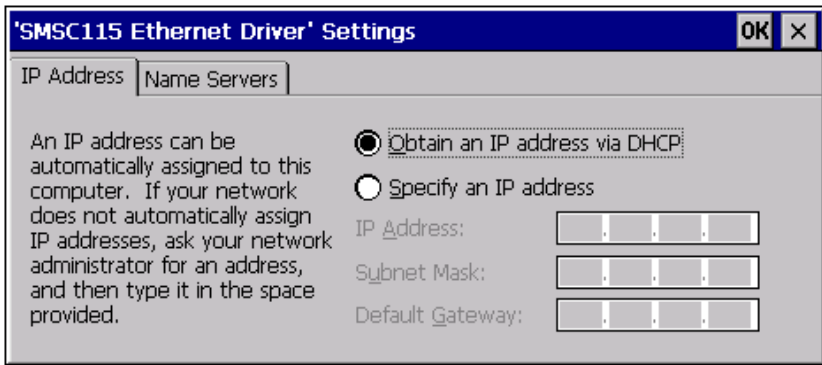 'SMSC115 Ethernet Driver' Settings OK ×
IP Address Name Servers
An IP address can be
automatically assigned to this
computer. If your network
does not automatically assign
IP addresses, ask your network
administrator for an address,
and then type it in the space
provided.
Obtain an IP address via DHCP
Specify an IP address
IP Address: . . .
Subnet Mask: . . .
Default Gateway: . . .